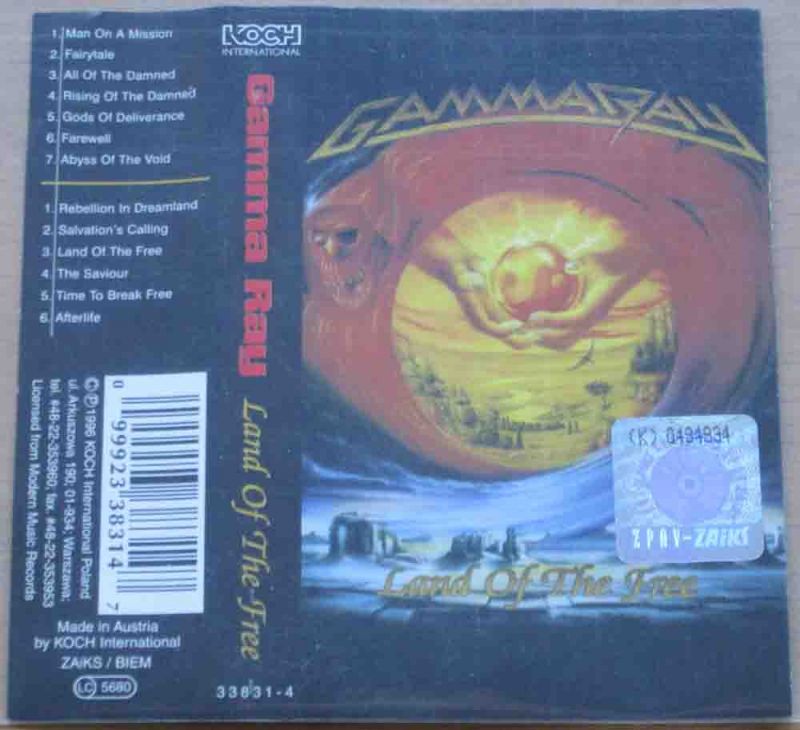 1. Man On A Mission
2. Fairytale
3. All Of The Damned
4. Rising Of The Damned
5. Gods Of Deliverance
6. Farewell
7. Abyss Of The Void
1. Rebellion In Dreamland
2. Salvation's Calling
3. Land Of The Free
4. The Saviour
5. Time To Break Free
6. Afterlife
©℗1996 KOCH International Poland
ul. Arkuszowa 190; 01-934; Warszawa;
tel. #48-22-353960; fax. #48-22-353953
Licensed from Modern Music Records
0 99923 38314 7
Made in Austria
by KOCH International
ZAiKS / BIEM
LC 5680
KOCH
INTERNATIONAL
Gamma Ray Land Of The Free
33831-4
GAMMARAY
(K) 0494934
ZPAV-ZAiKS
Land Of The Free